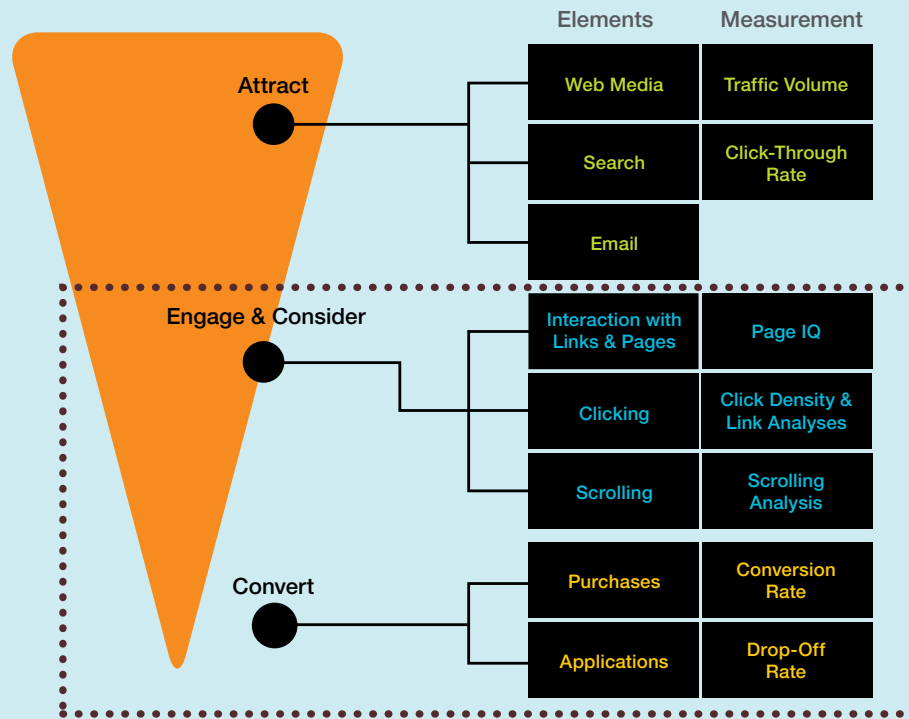 Elements
Measurement
Attract
Web Media
Traffic Volume
Search
Click-Through
Rate
Email
Engage & Consider
Interaction with
Links & Pages
Page IQ
Clicking
Click Density &
Link Analyses
Scrolling
Scrolling
Analysis
Convert
Purchases
Conversion
Rate
Applications
Drop-Off
Rate